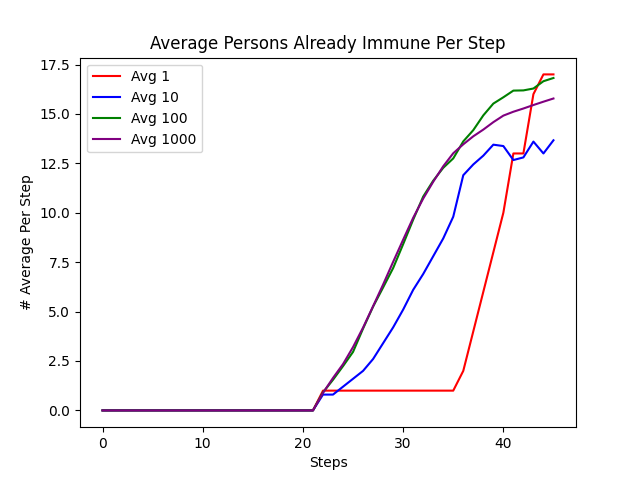 Average Persons Already Immune Per Step
17.5
15.0
12.5
10.0
7.5
5.0
2.5
0.0
# Average Per Step
Avg 1
Avg 10
Avg 100
Avg 1000
0 10 20 30 40
Steps